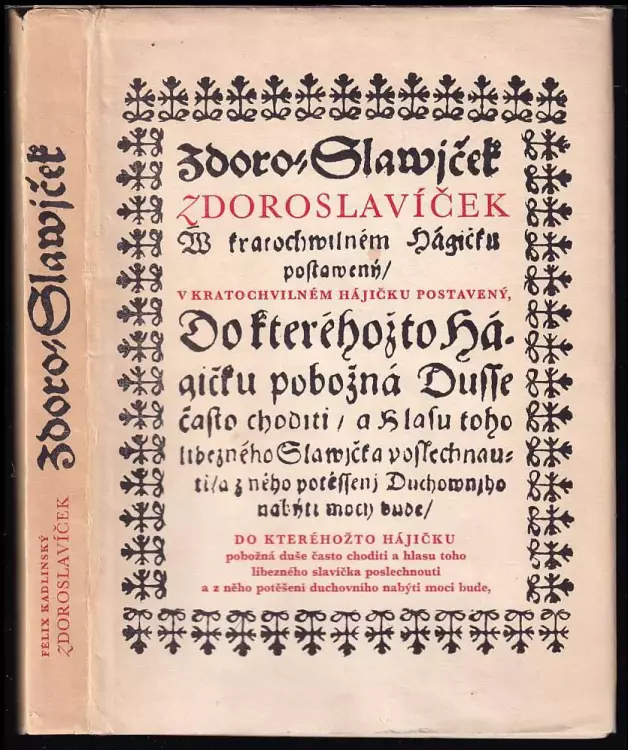 FELIX KADLINSKÝ
ZDOROSLAVÍČEK
Zdoro-Slawjček
Zdoro-Slawjček
ZDOROSLAVÍČEK
W kratochwilném Hágičku
postawený/
V KRATOCHVILNÉM HÁJIČKU POSTAVENÝ,
Do kteréhožto Há-
gičku pobožná Dusse
často choditi / a Hlasu toho
libezného Slawjčka poslechnau-
ti/a z něho potěssenj Duchownjho
nabýti mocy bude/
DO KTERÉHOŽTO HÁJIČKU
pobožná duše často choditi a hlasu toho
libezného slavíčka poslechnouti
a z něho potěšení duchovního nabýti moci bude,